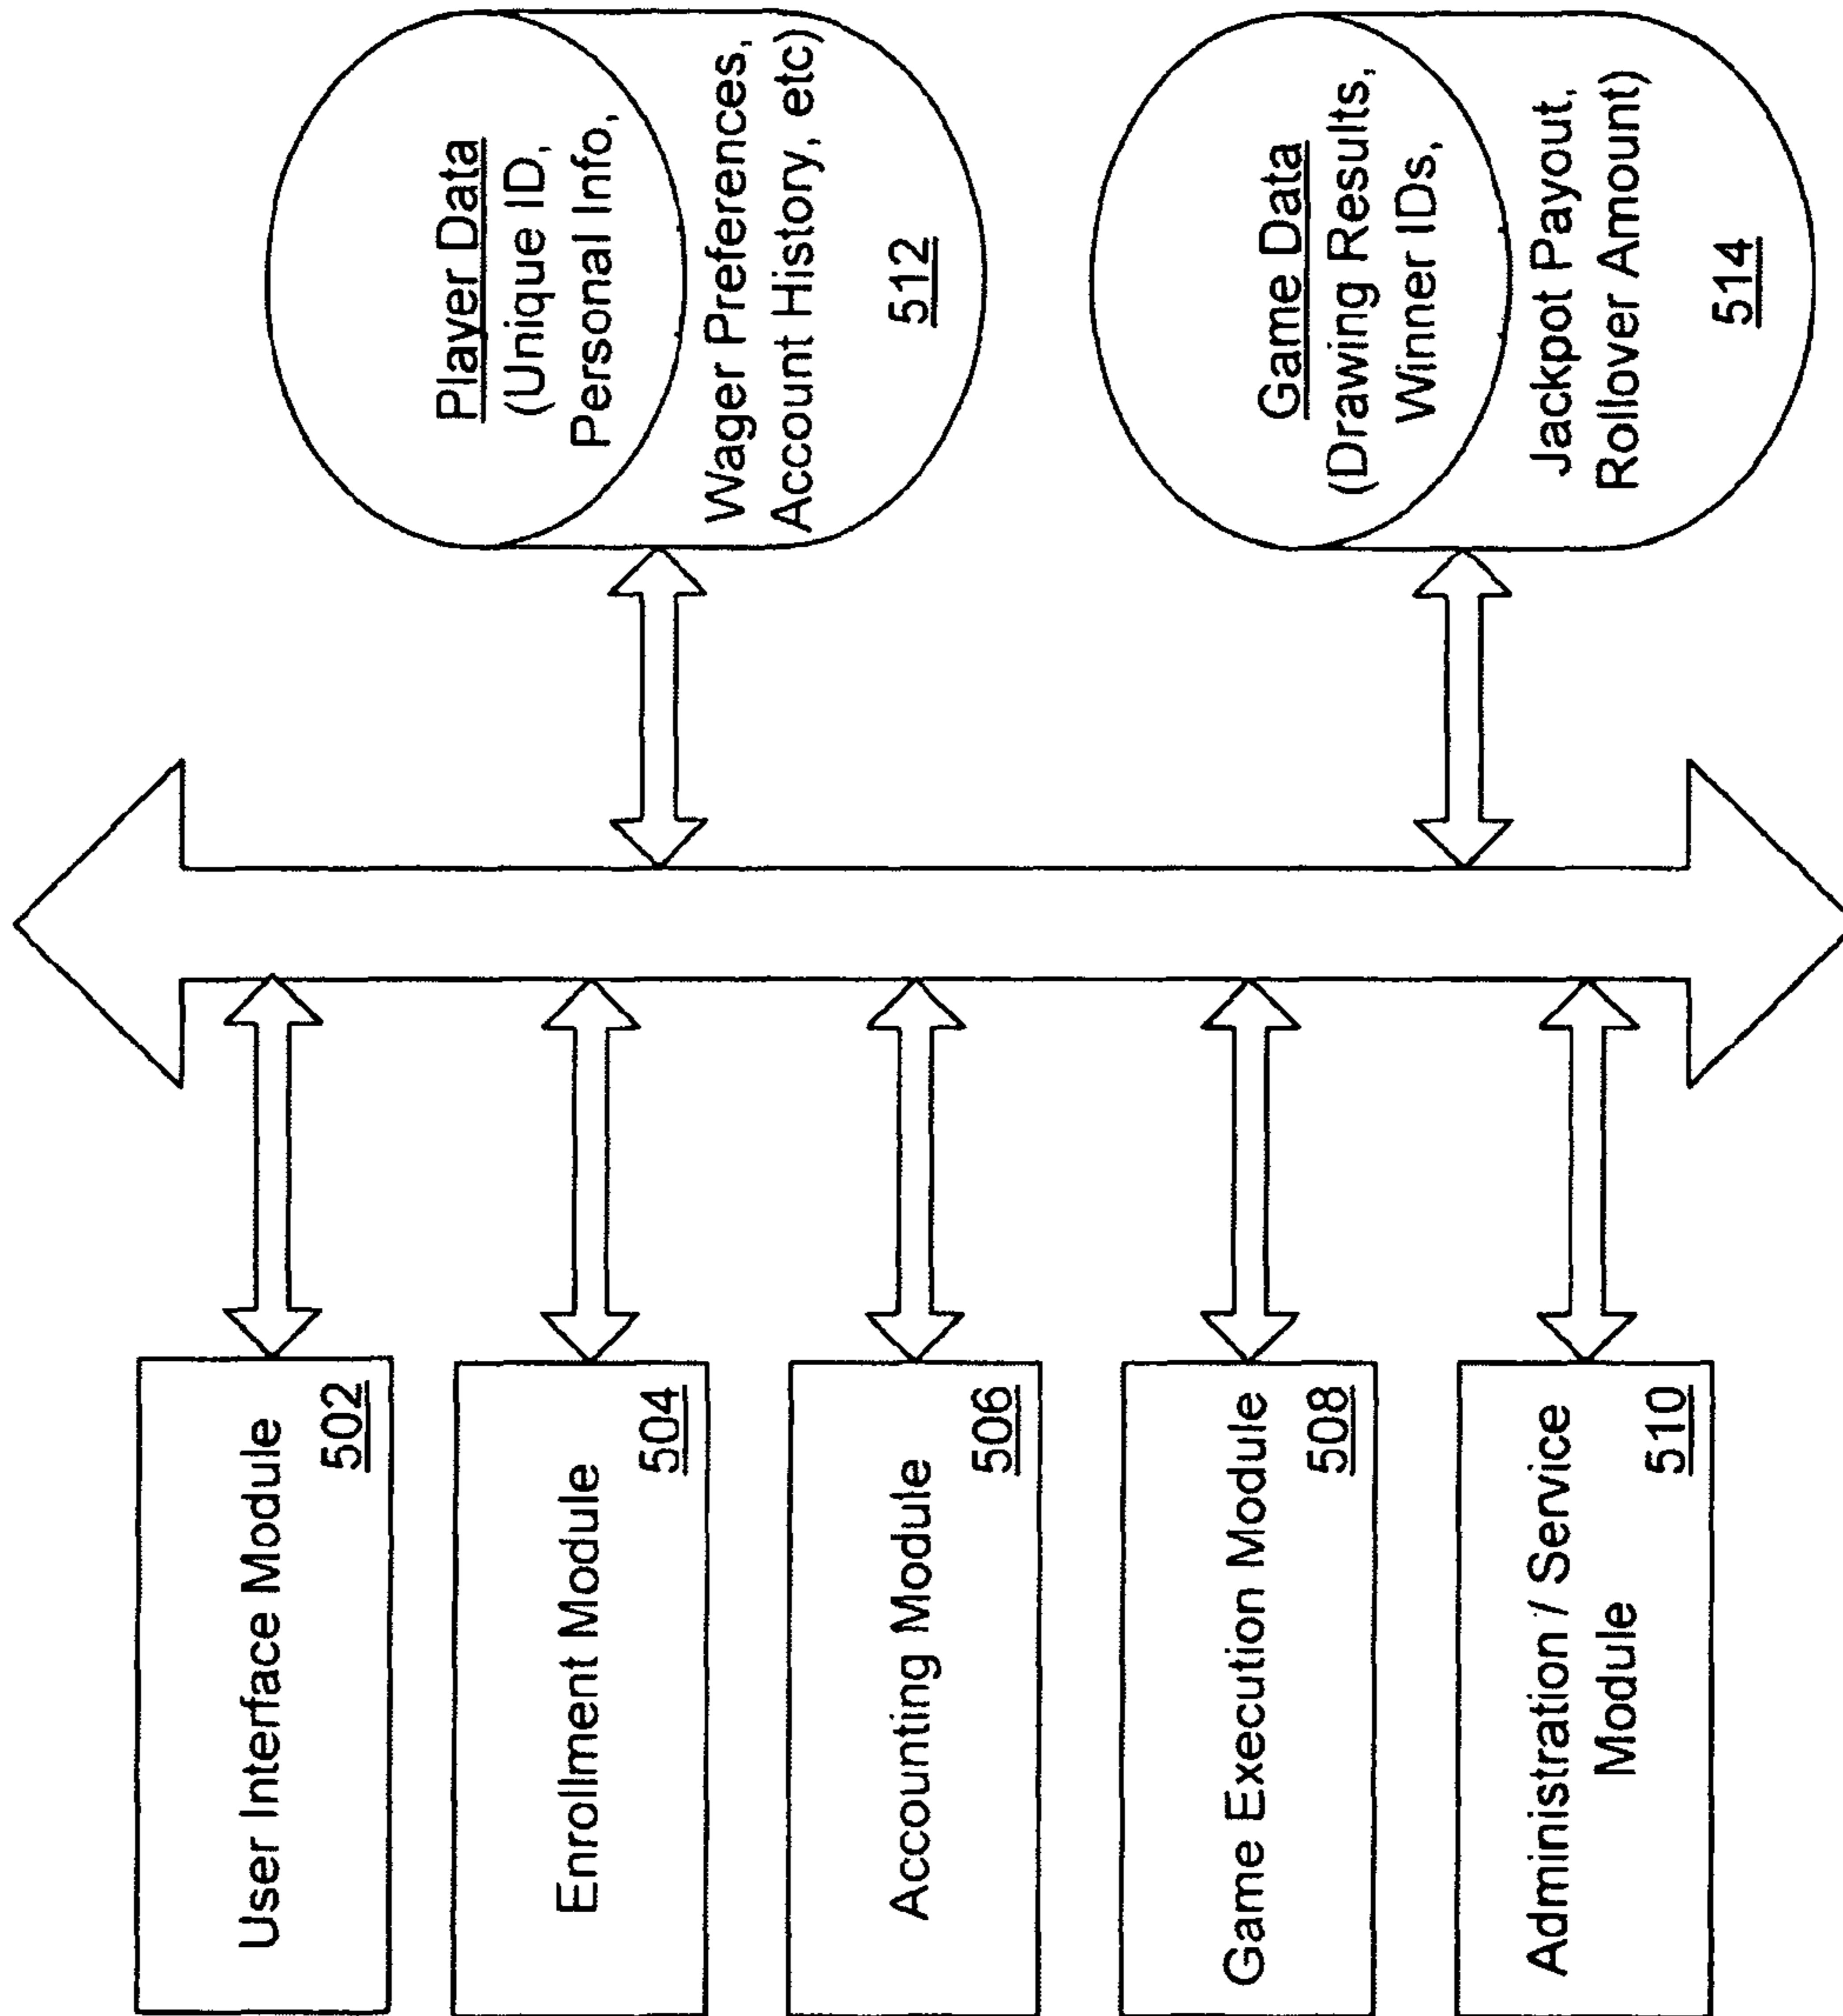 User Interface Module
502
Enrollment Module
504
Accounting Module
506
Game Execution Module
508
Administration / Service
Module
510
Player Data
(Unique ID,
Personal Info,
Wager Preferences,
Account History, etc)
512
Game Data
(Drawing Results,
Winner IDs,
Jackpot Payout,
Rollover Amount)
514